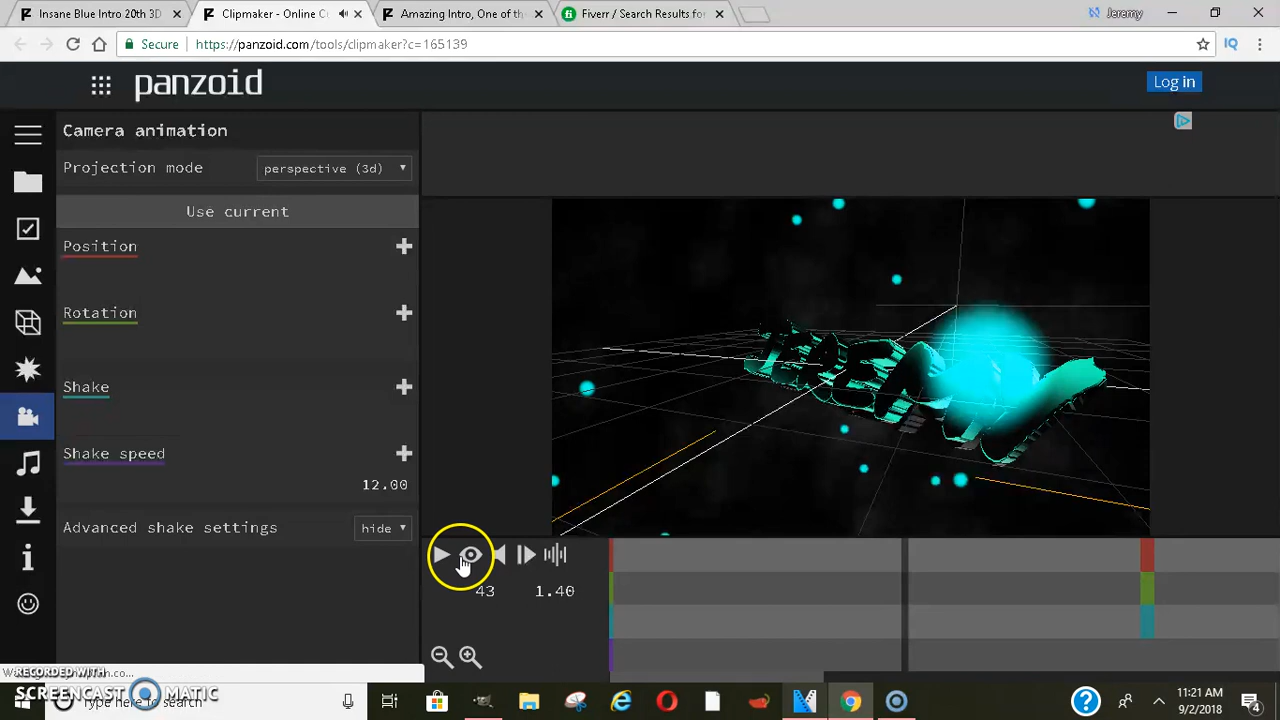 Insane Blue Intro 20th 3D
Clipmaker - Online C
Amazing Intro, One of th
Fiverr / Search Results fo
Jeremy
Secure
https://panzoid.com/tools/clipmaker?c=165139
panzoid
Log in
Camera animation
Projection mode
perspective (3d)
Use current
Position
Rotation
Shake
Shake speed
12.00
Advanced shake settings
hide
43
1.40
RECORDED WITH
SCREENCAST MATIC
Type here to search
11:21 AM
9/2/2018
4